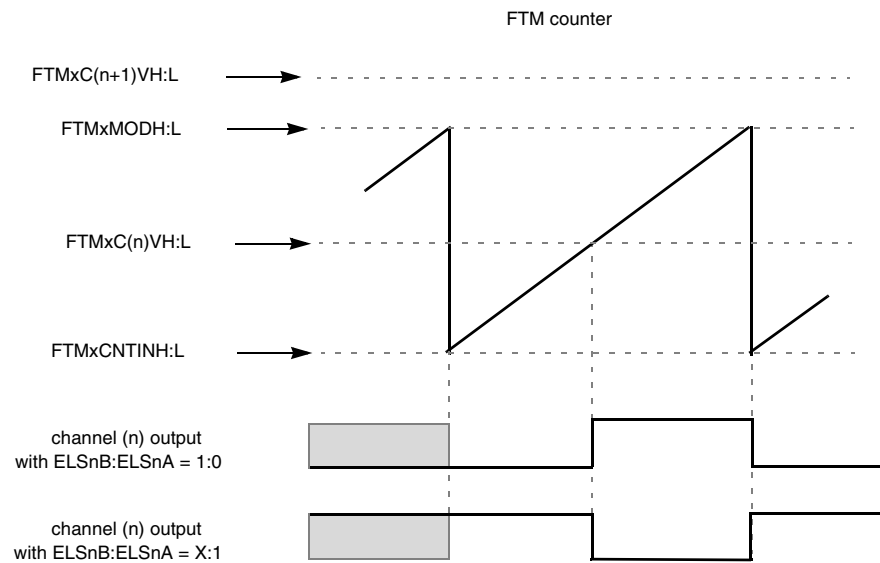 FTM counter
FTMxC(n+1)VH:L
FTMxMODH:L
FTMxC(n)VH:L
FTMxCNTINH:L
channel (n) output
with ELSnB:ELSnA = 1:0
channel (n) output
with ELSnB:ELSnA = X:1